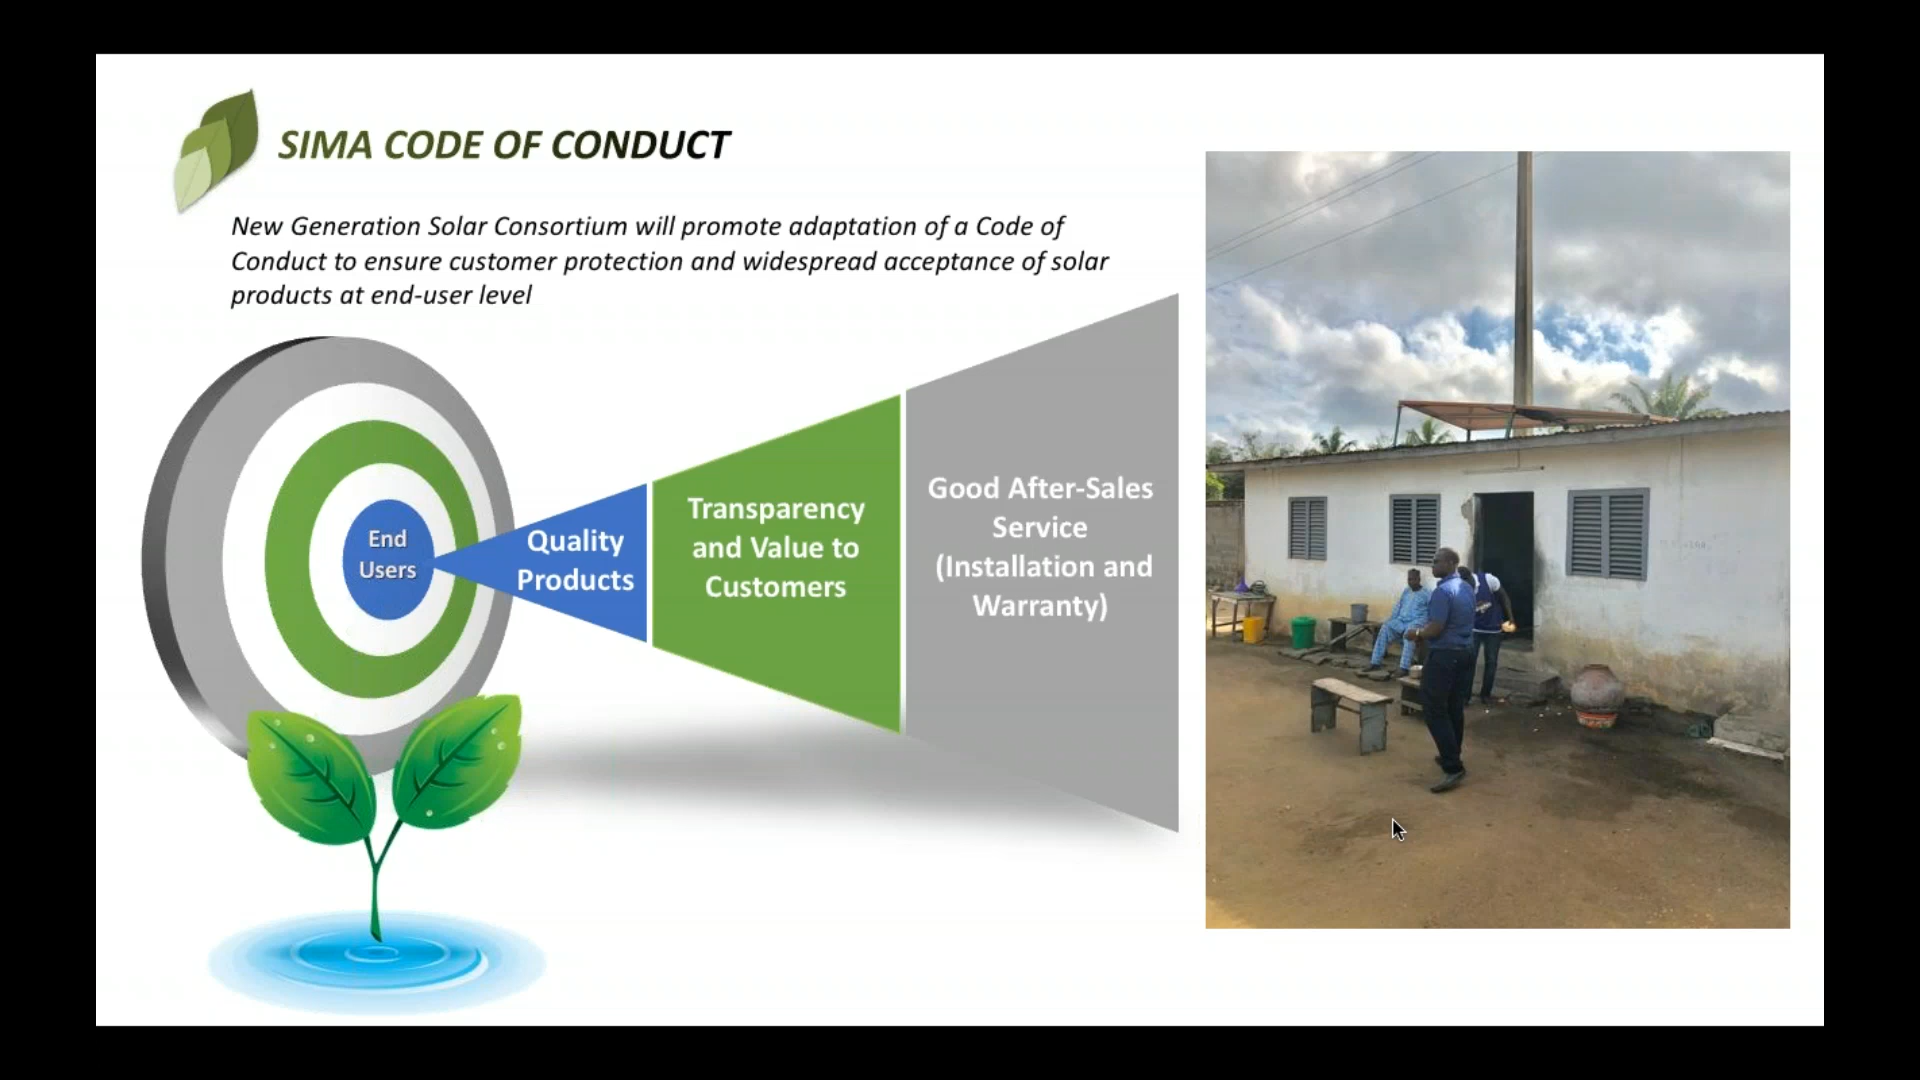 SIMA CODE OF CONDUCT
New Generation Solar Consortium will promote adaptation of a Code of
Conduct to ensure customer protection and widespread acceptance of solar
products at end-user level
End
Users
Quality
Products
Transparency
and Value to
Customers
Good After-Sales
Service
(Installation and
Warranty)